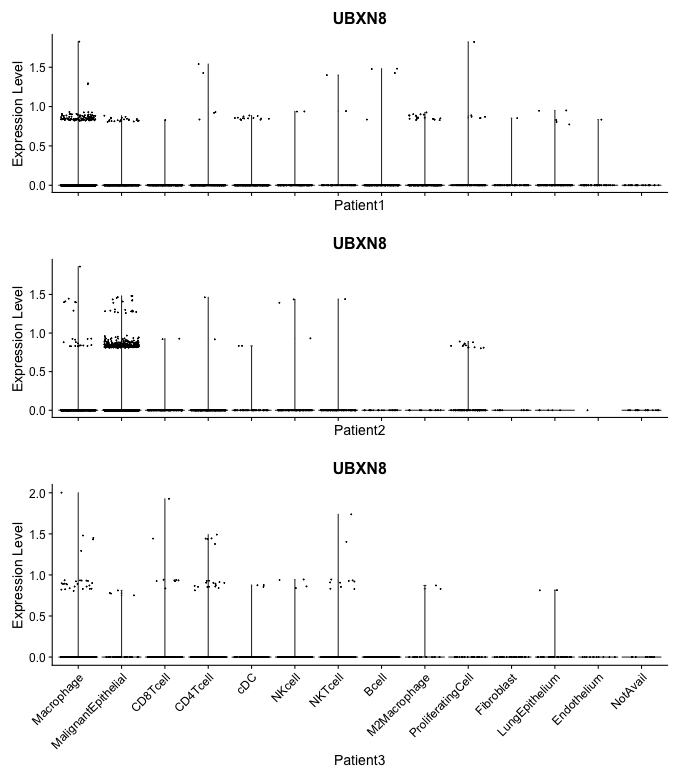 UBXN8
Expression Level
1.5
1.0
0.5
0.0
Patient1
UBXN8
Expression Level
1.5
1.0
0.5
0.0
Patient2
UBXN8
Expression Level
2.0
1.5
1.0
0.5
0.0
Macrophage
MalignantEpithelial
CD8Tcell
CD4Tcell
cDC
NKcell
NKTcell
Bcell
M2Macrophage
ProliferatingCell
Fibroblast
LungEpithelium
Endothelium
NotAvail
Patient3